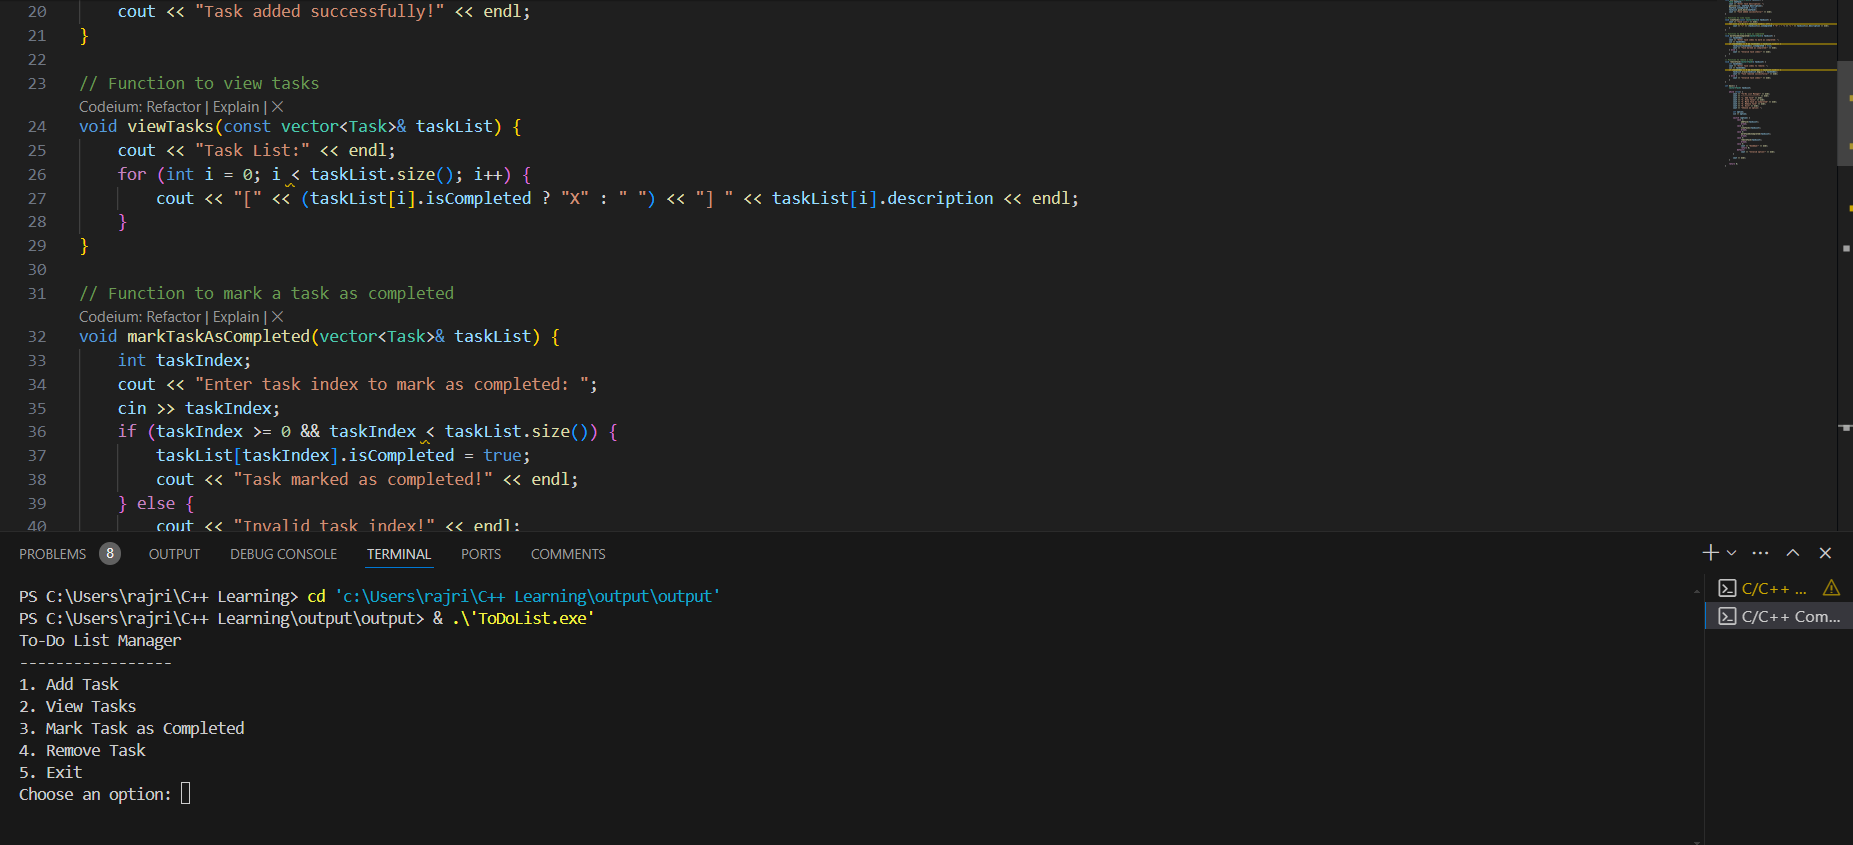 20 cout << "Task added successfully!" << endl;
21 }
22
23 // Function to view tasks
Codeium: Refactor | Explain | X
24 void viewTasks(const vector<Task>& taskList) {
25 cout << "Task List:" << endl;
26 for (int i = 0; i < taskList.size(); i++) {
27 cout << "[" << (taskList[i].isCompleted ? "X" : " ") << "] " << taskList[i].description << endl;
28 }
29 }
30
31 // Function to mark a task as completed
Codeium: Refactor | Explain | X
32 void markTaskAsCompleted(vector<Task>& taskList) {
33 int taskIndex;
34 cout << "Enter task index to mark as completed: ";
35 cin >> taskIndex;
36 if (taskIndex >= 0 && taskIndex < taskList.size()) {
37 taskList[taskIndex].isCompleted = true;
38 cout << "Task marked as completed!" << endl;
39 } else {
40 cout << "Invalid task index!" << endl;
PROBLEMS 8 OUTPUT DEBUG CONSOLE TERMINAL PORTS COMMENTS
PS C:\Users\rajri\C++ Learning> cd 'c:\Users\rajri\C++ Learning\output\output'
PS C:\Users\rajri\C++ Learning\output\output> & .\'ToDoList.exe'
To-Do List Manager
-----------------
1. Add Task
2. View Tasks
3. Mark Task as Completed
4. Remove Task
5. Exit
Choose an option:
C/C++ ...
C/C++ Com...